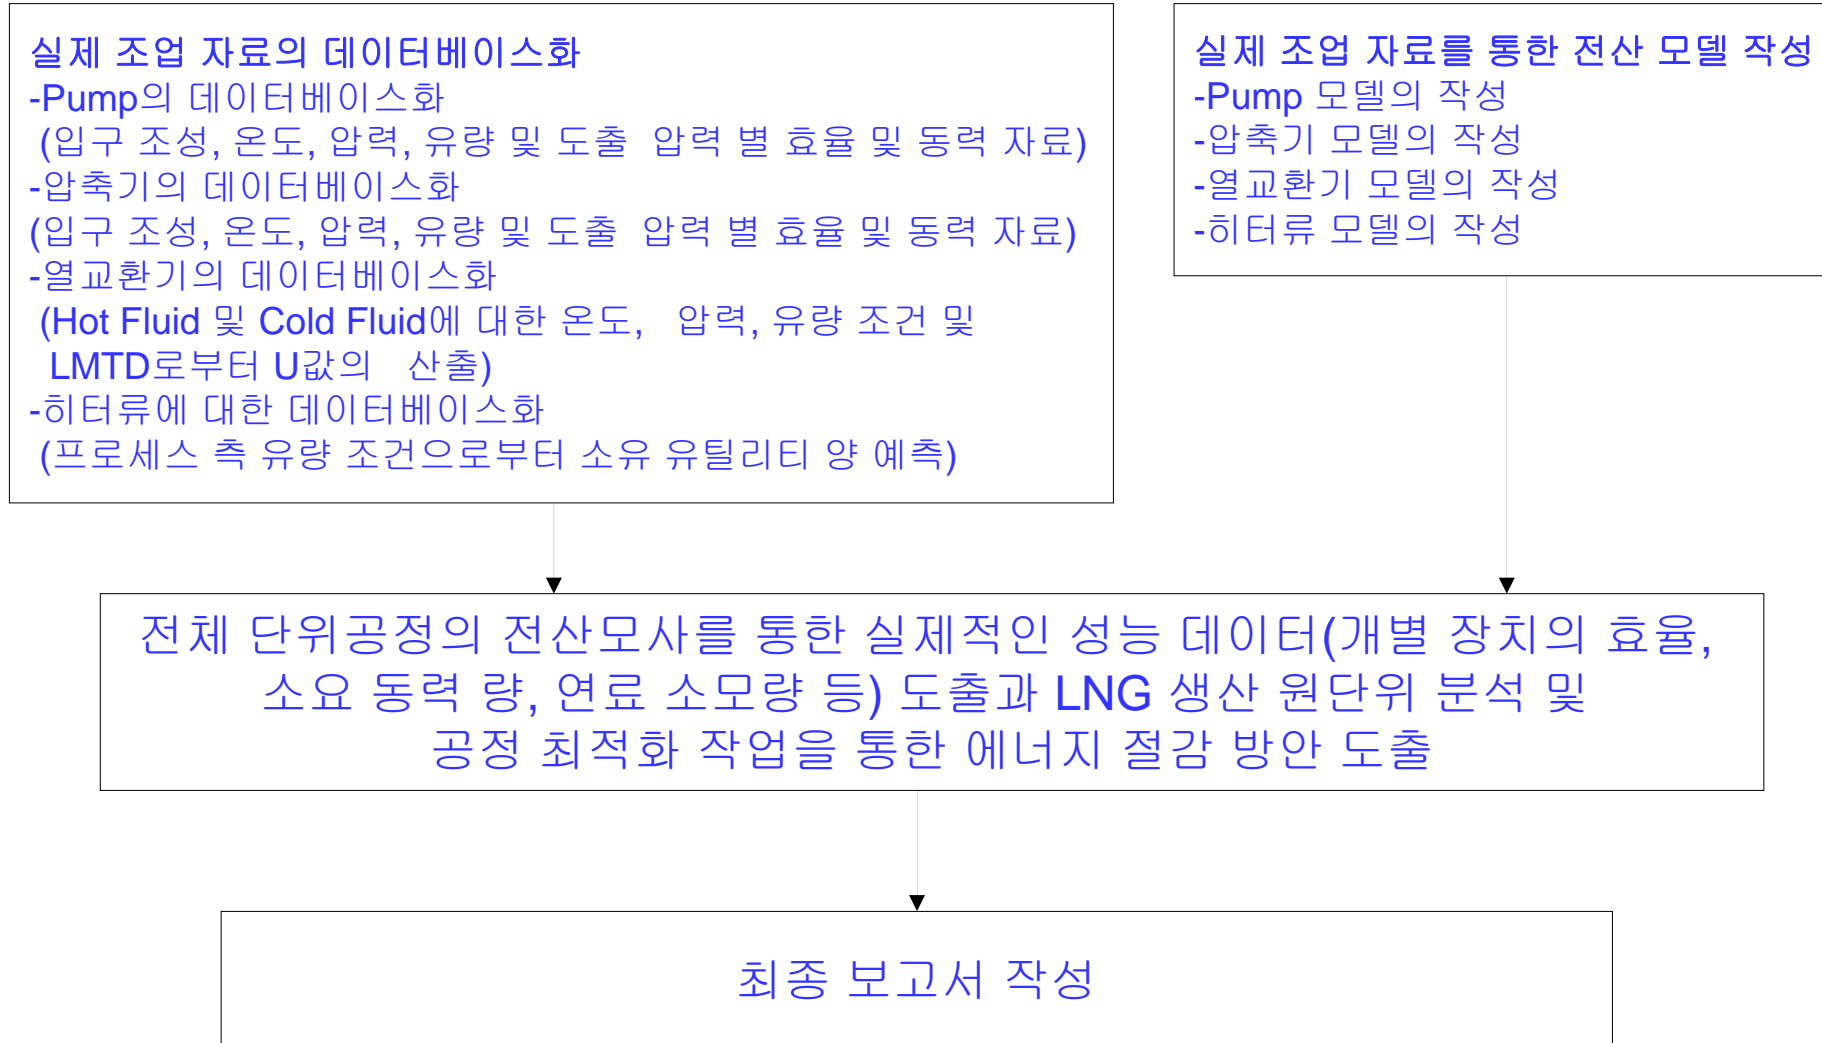 실제 조업 자료의 데이터베이스화
-Pump의 데이터베이스화
(입구 조성, 온도, 압력, 유량 및 도출 압력 별 효율 및 동력 자료)
-압축기의 데이터베이스화
(입구 조성, 온도, 압력, 유량 및 도출 압력 별 효율 및 동력 자료)
-열교환기의 데이터베이스화
(Hot Fluid 및 Cold Fluid에 대한 온도, 압력, 유량 조건 및
LMTD로부터 U값의 산출)
-히터류에 대한 데이터베이스화
(프로세스 측 유량 조건으로부터 소유 유틸리티 양 예측)
실제 조업 자료를 통한 전산 모델 작성
-Pump 모델의 작성
-압축기 모델의 작성
-열교환기 모델의 작성
-히터류 모델의 작성
전체 단위공정의 전산모사를 통한 실제적인 성능 데이터(개별 장치의 효율,
소요 동력 량, 연료 소모량 등) 도출과 LNG 생산 원단위 분석 및
공정 최적화 작업을 통한 에너지 절감 방안 도출
최종 보고서 작성